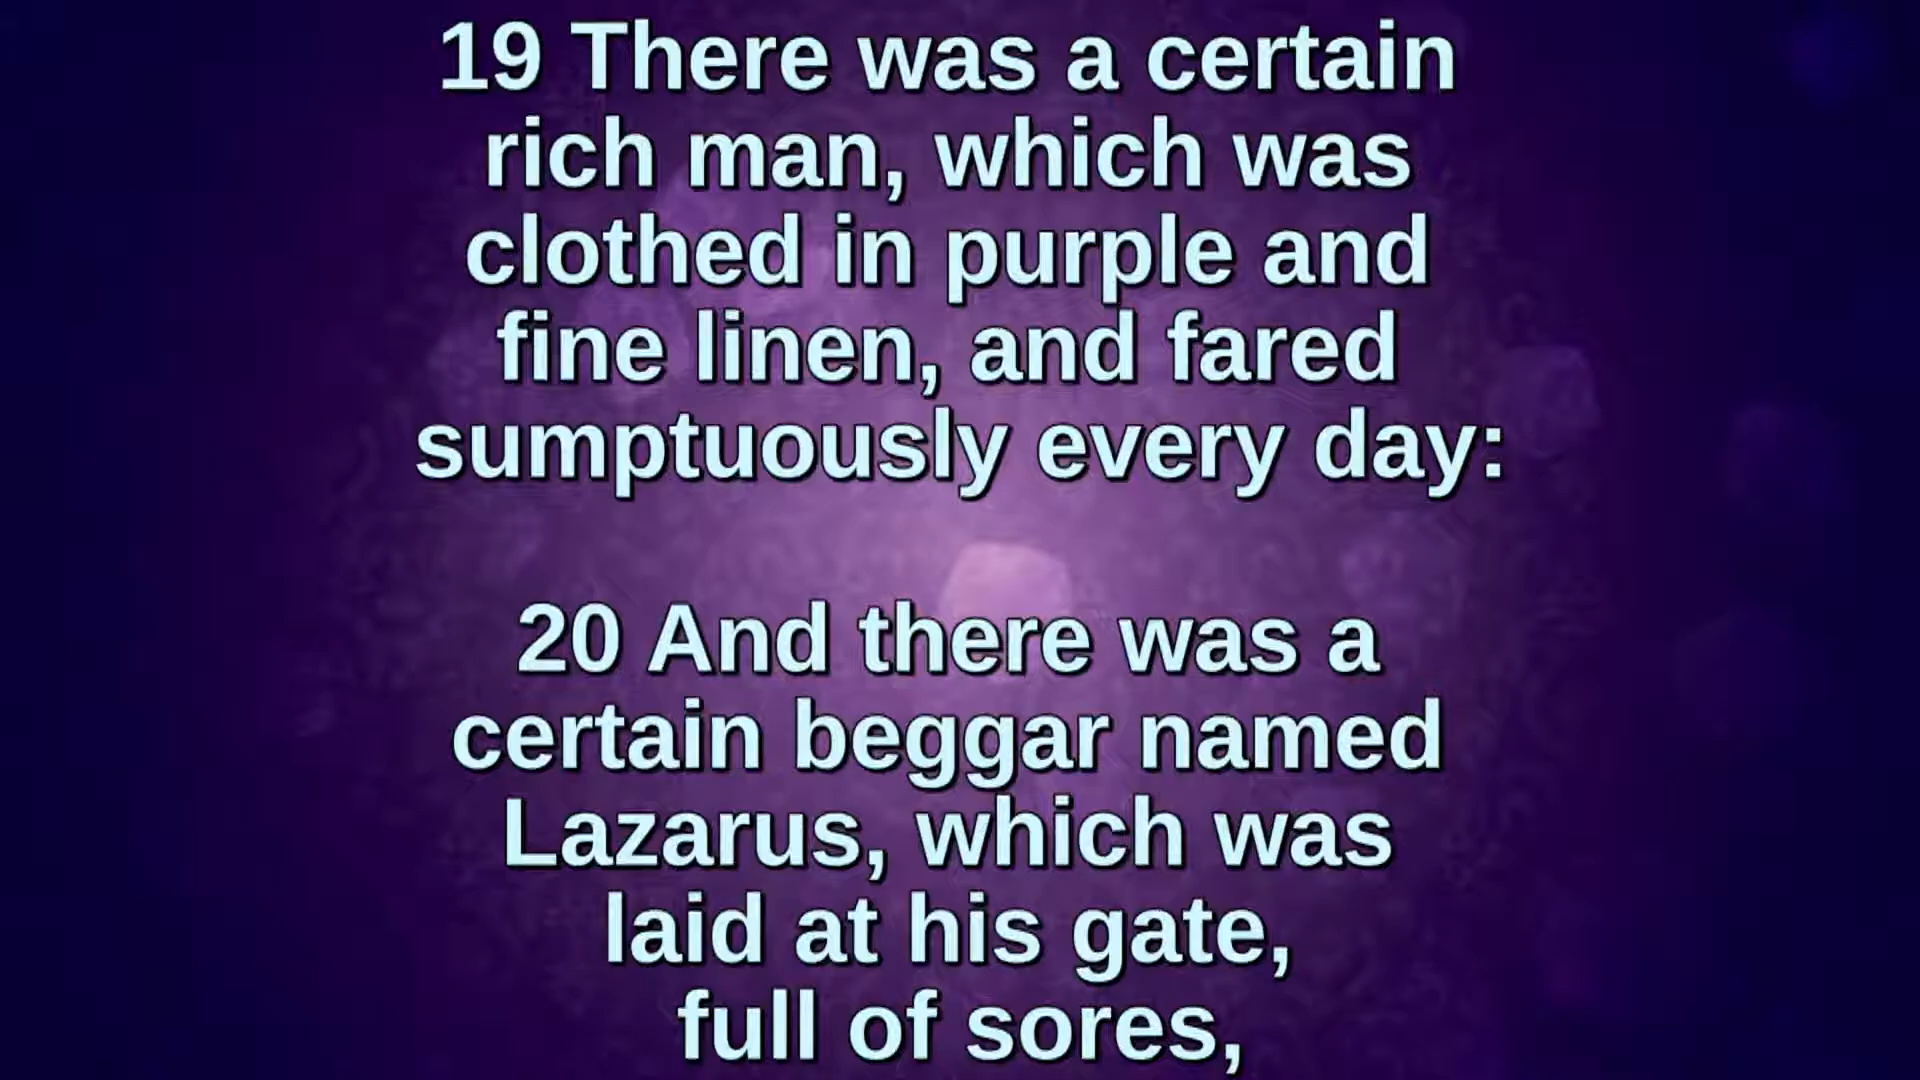 19 There was a certain
rich man, which was
clothed in purple and
fine linen, and fared
sumptuously every day:
20 And there was a
certain beggar named
Lazarus, which was
laid at his gate,
full of sores,